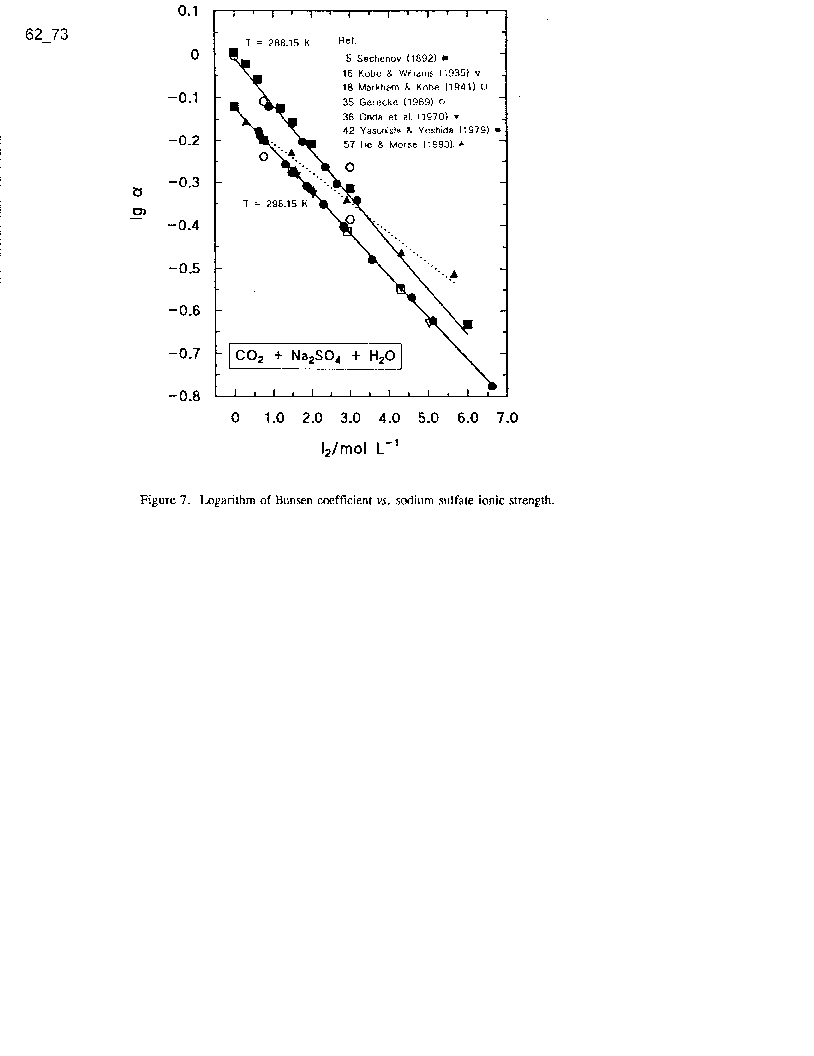 62_73
0.1
0
−0.1
−0.2
−0.3
−0.4
−0.5
−0.6
−0.7
−0.8
lg α
T = 288.15 K
Ref.
5 Sechenov (1892) ■
16 Kobe & Williams (1935) ▽
18 Markham & Kobe (1941) □
35 Gerecke (1969) ○
36 Onda et al. (1970) ▼
42 Yasunishi & Yoshida (1979) ●
57 He & Morse (1993) ▲
T = 298.15 K
CO₂ + Na₂SO₄ + H₂O
0 1.0 2.0 3.0 4.0 5.0 6.0 7.0
I₂/mol L⁻¹
Figure 7. Logarithm of Bunsen coefficient vs. sodium sulfate ionic strength.